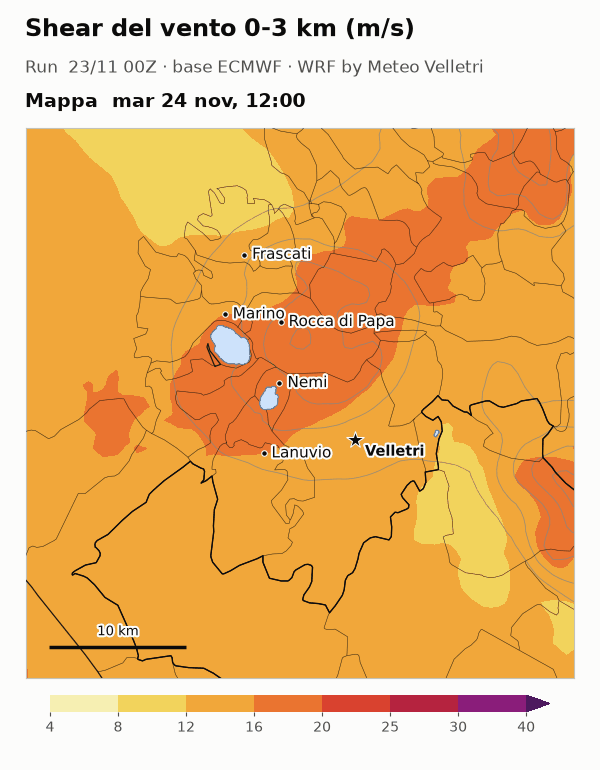 Shear del vento 0-3 km (m/s)
Run  23/11 00Z · base ECMWF · WRF by Meteo Velletri
Mappa  mar 24 nov, 12:00
Frascati
Marino
Rocca di Papa
Nemi
Velletri
Lanuvio
10 km
4 8 12 16 20 25 30 40